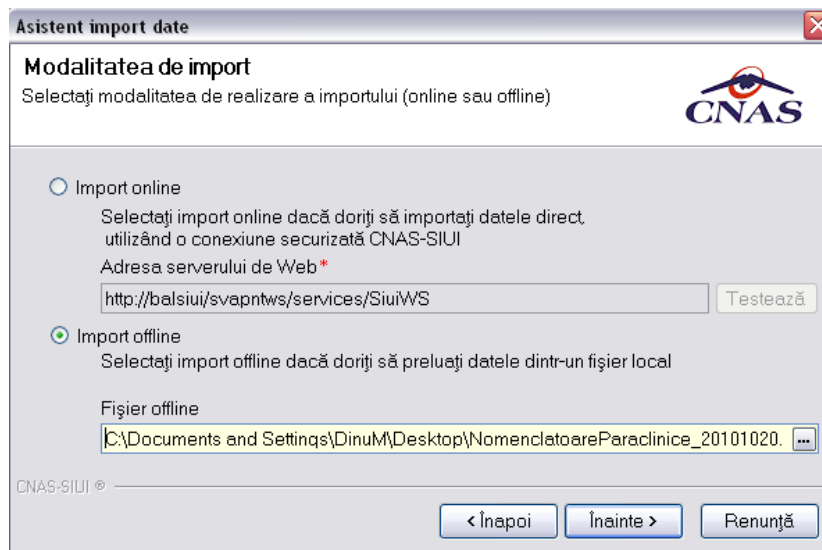 Asistent import date
Modalitatea de import
Selectaţi modalitatea de realizare a importului (online sau offline)
CNAS
Import online
Selectaţi import online dacă doriţi să importaţi datele direct,
utilizând o conexiune securizată CNAS-SIUI
Adresa serverului de Web*
http://balsiui/svapntws/services/SiuiWS
Testează
Import offline
Selectaţi import offline dacă doriţi să preluaţi datele dintr-un fişier local
Fişier offline
C:\Documents and Settings\DinuM\Desktop\NomenclatoareParaclinice_20101020. ...
CNAS-SIUI ®
< Înapoi Înainte > Renunţă